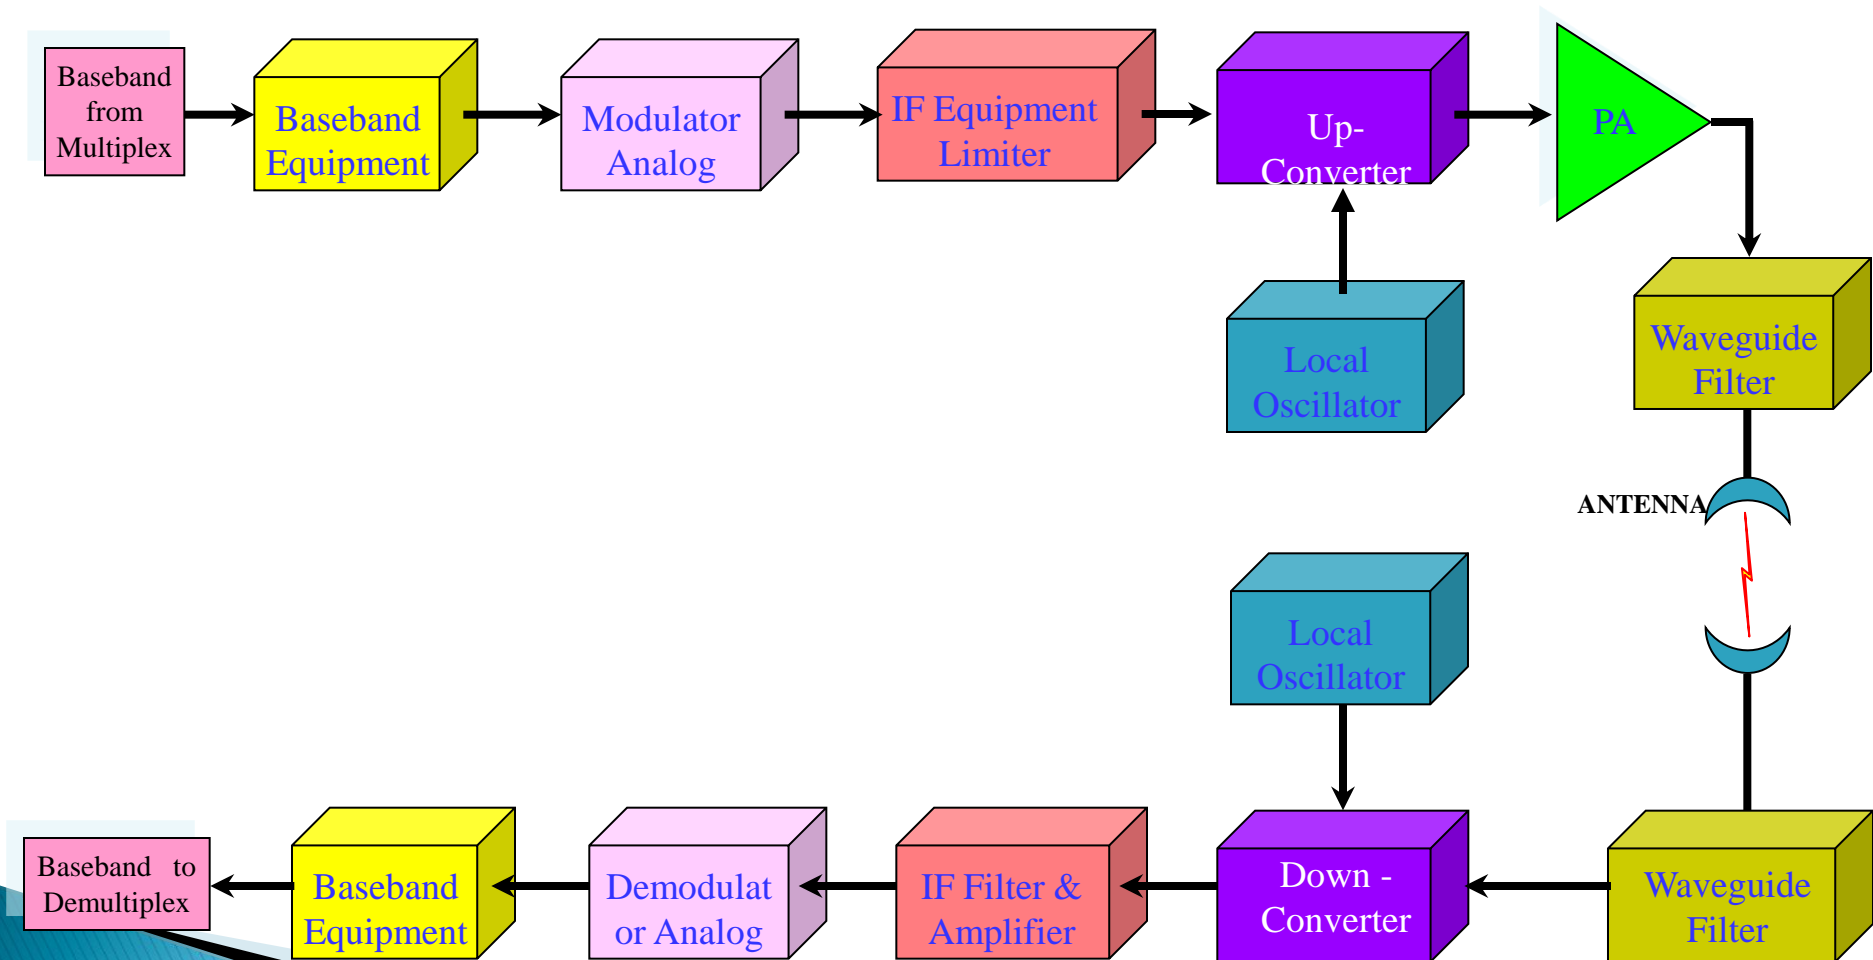 Baseband
from
Multiplex
Baseband
Equipment
Modulator
Analog
IF Equipment
Limiter
Up-
Converter
PA
Local
Oscillator
Waveguide
Filter
ANTENNA
Local
Oscillator
Baseband to
Demultiplex
Baseband
Equipment
Demodulat
or Analog
IF Filter &
Amplifier
Down -
Converter
Waveguide
Filter